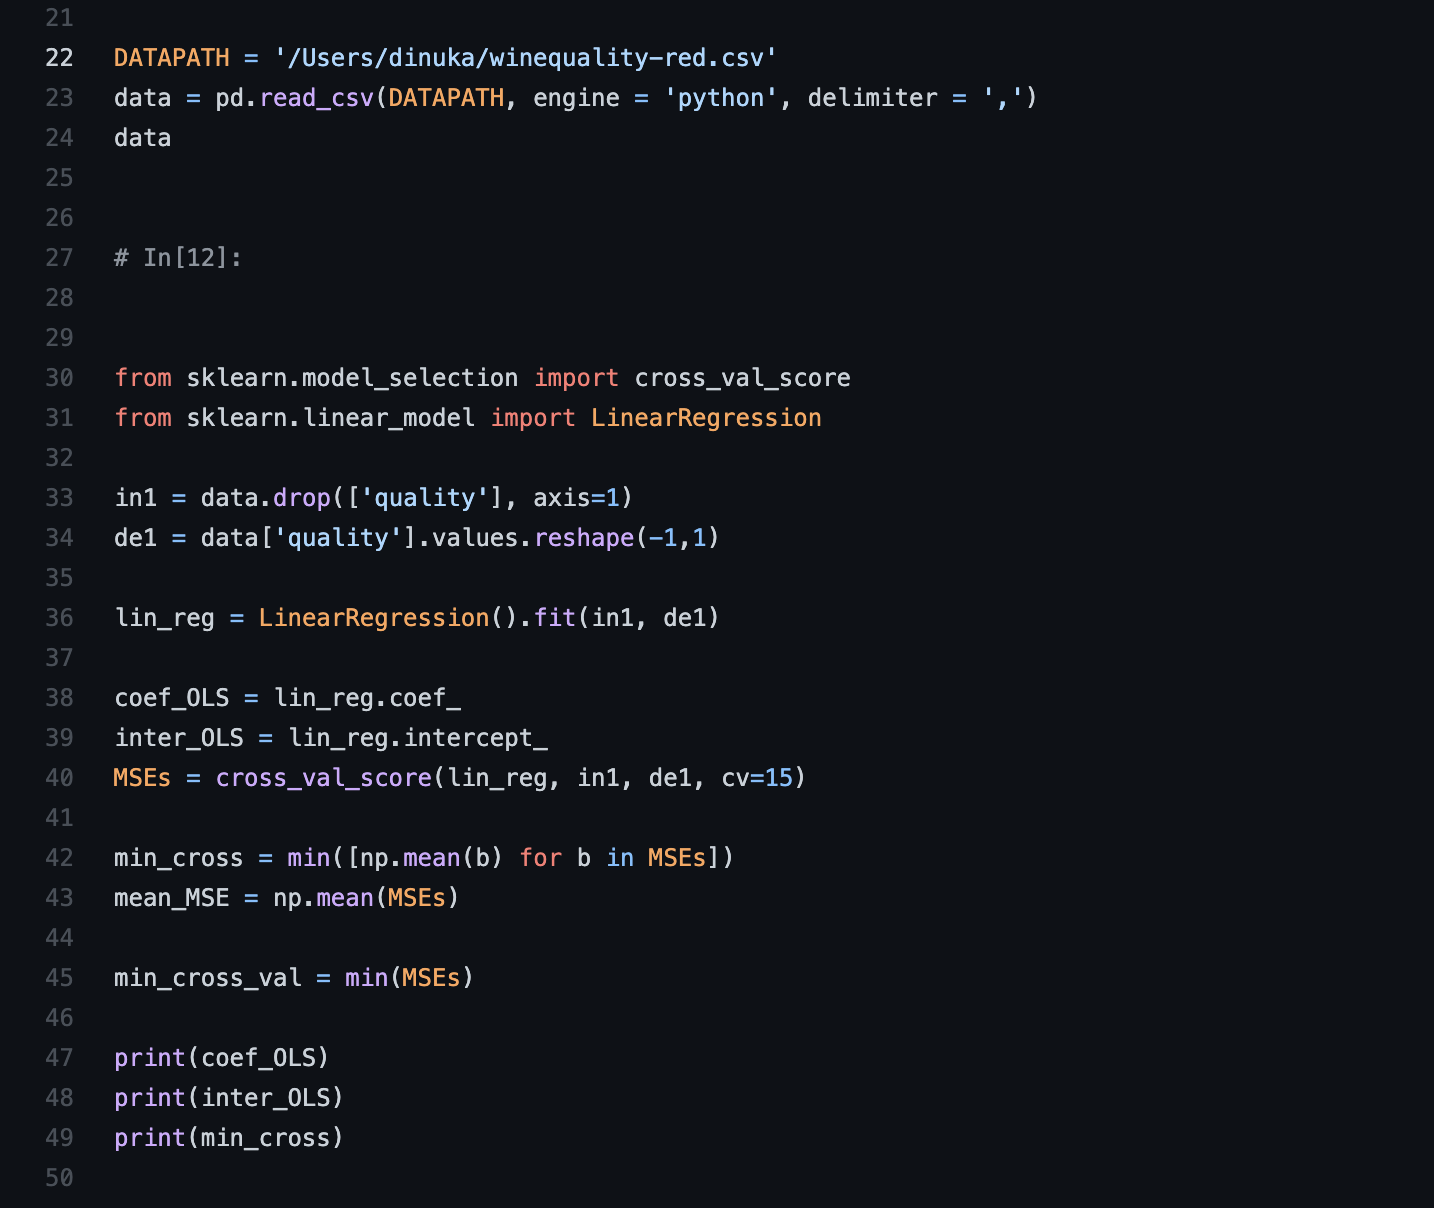 21
22 DATAPATH = '/Users/dinuka/winequality-red.csv'
23 data = pd.read_csv(DATAPATH, engine = 'python', delimiter = ',')
24 data
25
26
27 # In[12]:
28
29
30 from sklearn.model_selection import cross_val_score
31 from sklearn.linear_model import LinearRegression
32
33 in1 = data.drop(['quality'], axis=1)
34 de1 = data['quality'].values.reshape(-1,1)
35
36 lin_reg = LinearRegression().fit(in1, de1)
37
38 coef_OLS = lin_reg.coef_
39 inter_OLS = lin_reg.intercept_
40 MSEs = cross_val_score(lin_reg, in1, de1, cv=15)
41
42 min_cross = min([np.mean(b) for b in MSEs])
43 mean_MSE = np.mean(MSEs)
44
45 min_cross_val = min(MSEs)
46
47 print(coef_OLS)
48 print(inter_OLS)
49 print(min_cross)
50